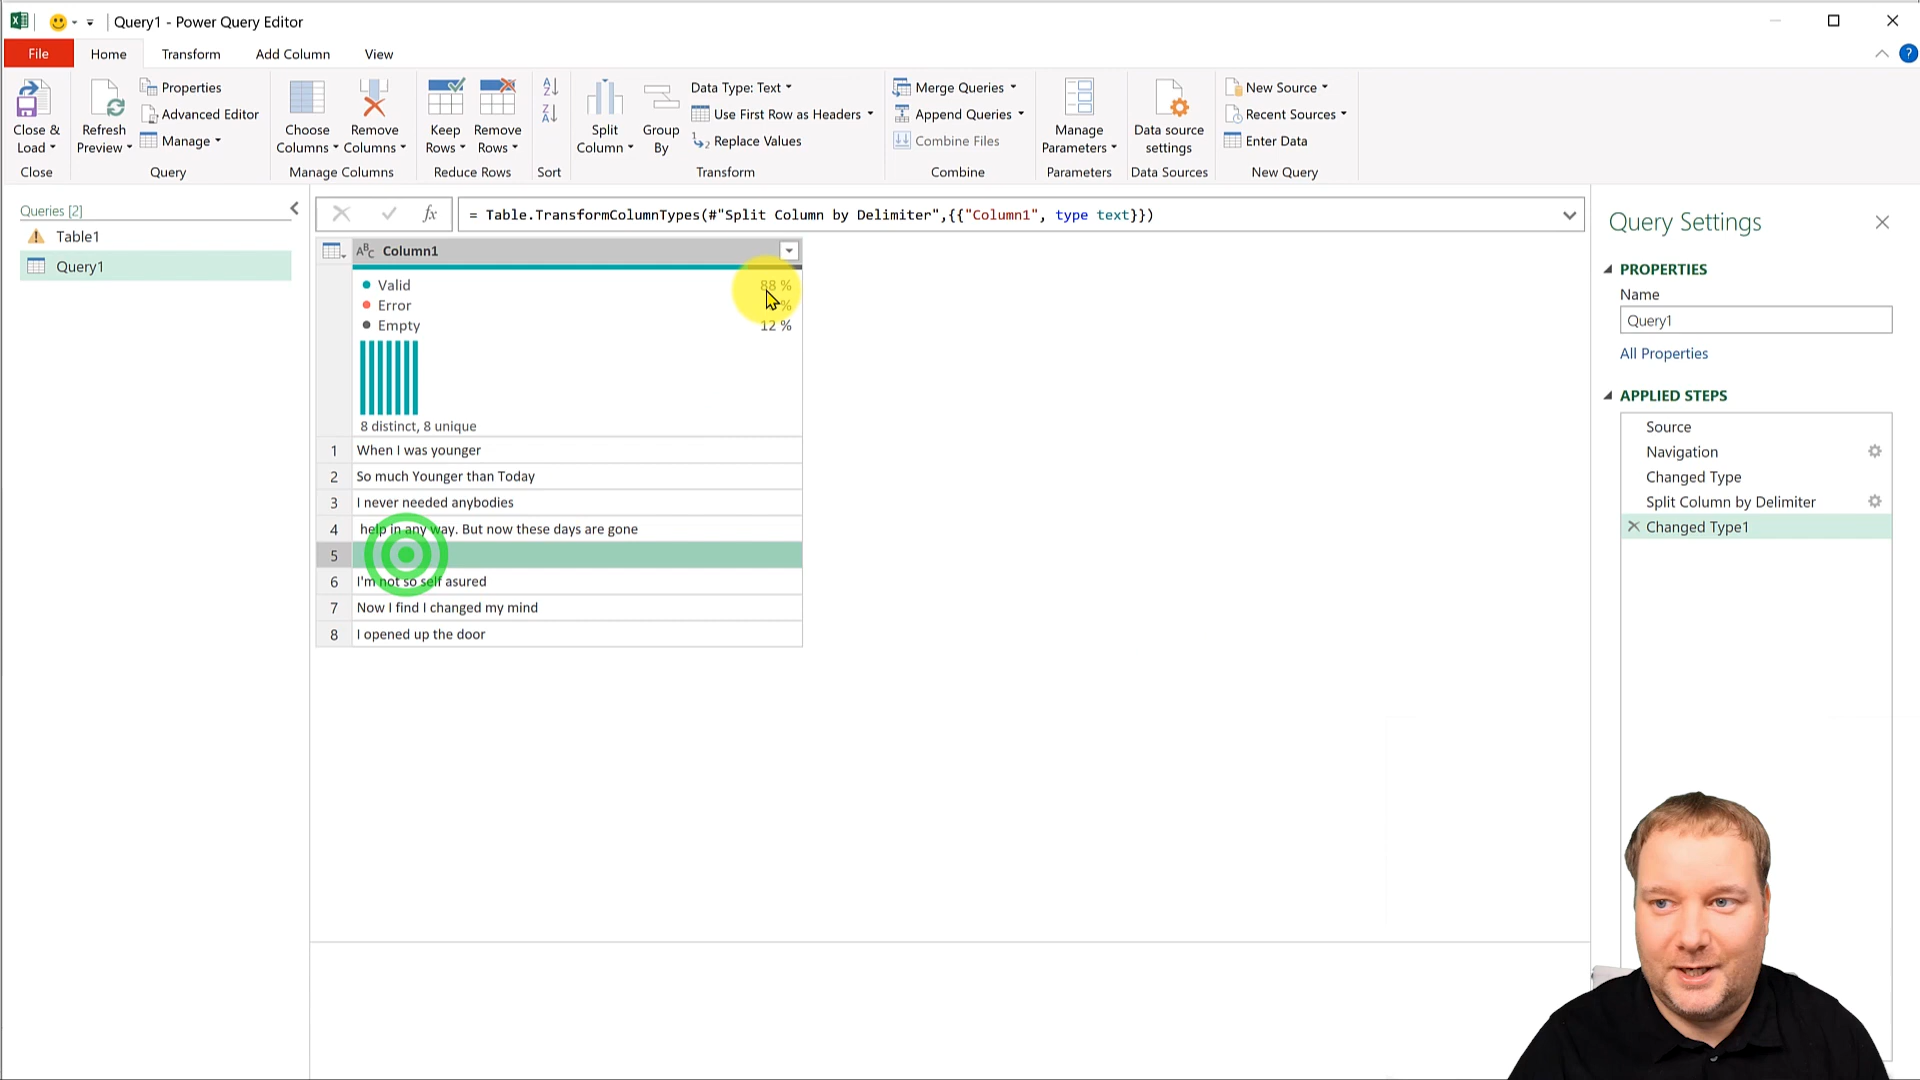 Query1 - Power Query Editor
File
Home
Transform
Add Column
View
Close & Load
Refresh Preview
Properties
Advanced Editor
Manage
Choose Columns
Remove Columns
Keep Rows
Remove Rows
A Z
Z A
Split Column
Group By
Data Type: Text
Use First Row as Headers
Replace Values
Merge Queries
Append Queries
Combine Files
Manage Parameters
Data source settings
New Source
Recent Sources
Enter Data
Close
Query
Manage Columns
Reduce Rows
Sort
Transform
Combine
Parameters
Data Sources
New Query
Queries [2]
Table1
Query1
fx
= Table.TransformColumnTypes(#"Split Column by Delimiter",{{"Column1", type text}})
ABC Column1
Valid 88 %
Error %
Empty 12 %
8 distinct, 8 unique
1 When I was younger
2 So much Younger than Today
3 I never needed anybodies
4 help in any way. But now these days are gone
5
6 I'm not so self asured
7 Now I find I changed my mind
8 I opened up the door
Query Settings
PROPERTIES
Name
Query1
All Properties
APPLIED STEPS
Source
Navigation
Changed Type
Split Column by Delimiter
Changed Type1